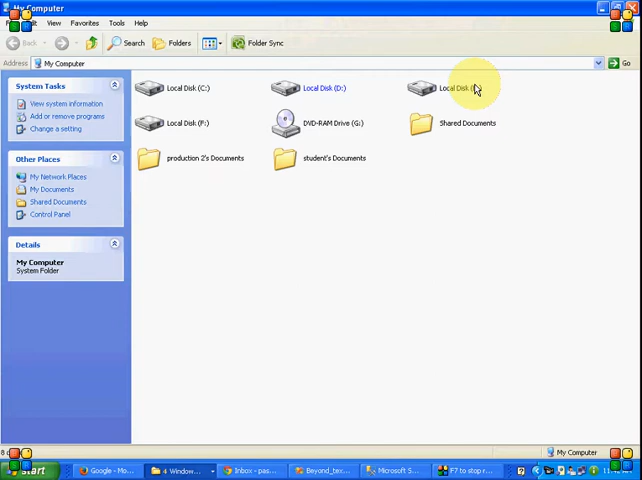 My Computer
View Favorites Tools Help
Back Search Folders Folder Sync
Address My Computer Go
System Tasks
View system information
Add or remove programs
Change a setting
Other Places
My Network Places
My Documents
Shared Documents
Control Panel
Details
My Computer
System Folder
Local Disk (C:) Local Disk (D:) Local Disk
Local Disk (F:) DVD-RAM Drive (G:) Shared Documents
production 2's Documents student's Documents
My Computer
start Google - Mo... 4 Window... Inbox - pas... Beyond_tex... Microsoft S... F7 to stop r...